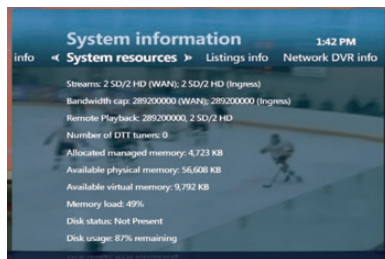 System information
1:42 PM
info « System resources » Listings info Network DVR info
Streams: 2 SD/2 HD (WAN); 2 SD/2 HD (Ingress)
Bandwidth cap: 289200000 (WAN); 289200000 (Ingress)
Remote Playback: 289200000, 2 SD/2 HD
Number of DTT tuners: 0
Allocated managed memory: 4,723 KB
Available physical memory: 56,608 KB
Available virtual memory: 9,792 KB
Memory load: 49%
Disk status: Not Present
Disk usage: 87% remaining